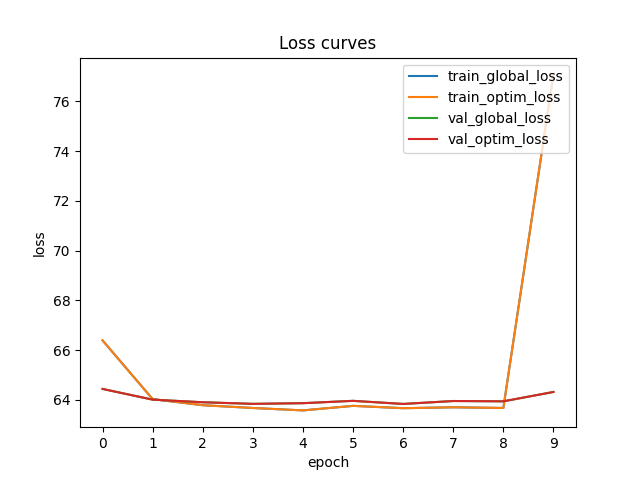 Loss curves
train_global_loss
train_optim_loss
val_global_loss
val_optim_loss
76
74
72
70
68
66
64
loss
0 1 2 3 4 5 6 7 8 9
epoch